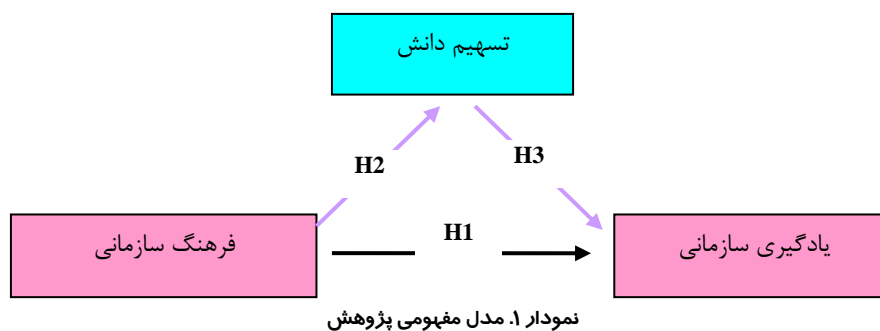 تسهیم دانش
H2
H3
فرهنگ سازمانی
H1
یادگیری سازمانی
نمودار ۱. مدل مفهومی پژوهش